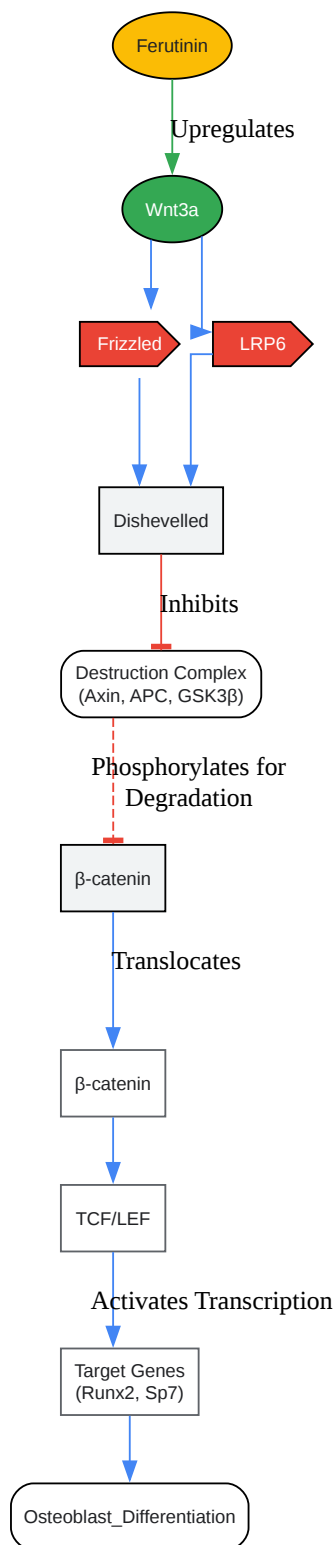 Ferutinin
Upregulates
Wnt3a
Frizzled
LRP6
Dishevelled
Inhibits
Destruction Complex
(Axin, APC, GSK3β)
Phosphorylates for
Degradation
β-catenin
Translocates
β-catenin
TCF/LEF
Activates Transcription
Target Genes
(Runx2, Sp7)
Osteoblast_Differentiation